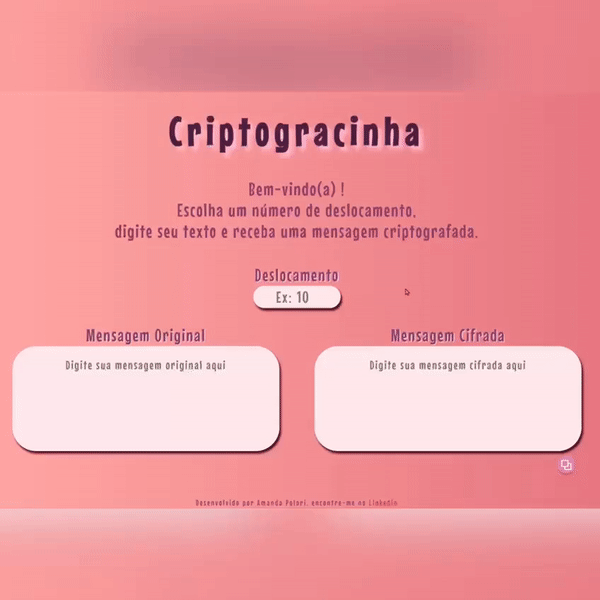 Criptogracinha
Bem-vindo(a) !
Escolha um número de deslocamento,
digite seu texto e receba uma mensagem criptografada.
Deslocamento
Ex: 10
Mensagem Original
Mensagem Cifrada
Digite sua mensagem original aqui
Digite sua mensagem cifrada aqui
Desenvolvido por Amanda Polari, encontre-me no Linkedin